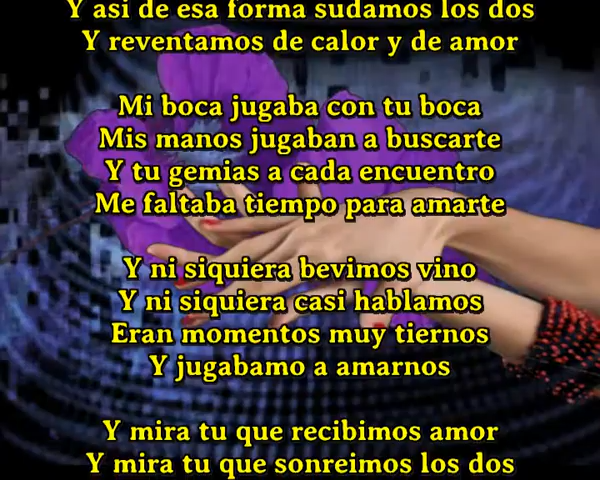 Y asi de esa forma sudamos los dos
Y reventamos de calor y de amor
Mi boca jugaba con tu boca
Mis manos jugaban a buscarte
Y tu gemias a cada encuentro
Me faltaba tiempo para amarte
Y ni siquiera bevimos vino
Y ni siquiera casi hablamos
Eran momentos muy tiernos
Y jugabamo a amarnos
Y mira tu que recibimos amor
Y mira tu que sonreimos los dos